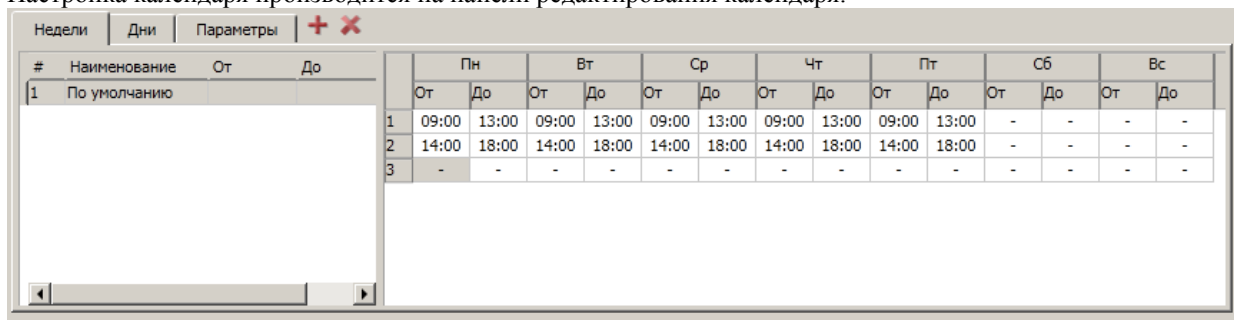 Настройка календаря производится на панели редактирования календаря.
Недели Дни Параметры
# Наименование От До
1 По умолчанию
Пн Вт Ср Чт Пт Сб Вс
От До От До От До От До От До От До От До
1 09:00 13:00 09:00 13:00 09:00 13:00 09:00 13:00 09:00 13:00 - - - -
2 14:00 18:00 14:00 18:00 14:00 18:00 14:00 18:00 14:00 18:00 - - - -
3 - - - - - - - - - - - - - -